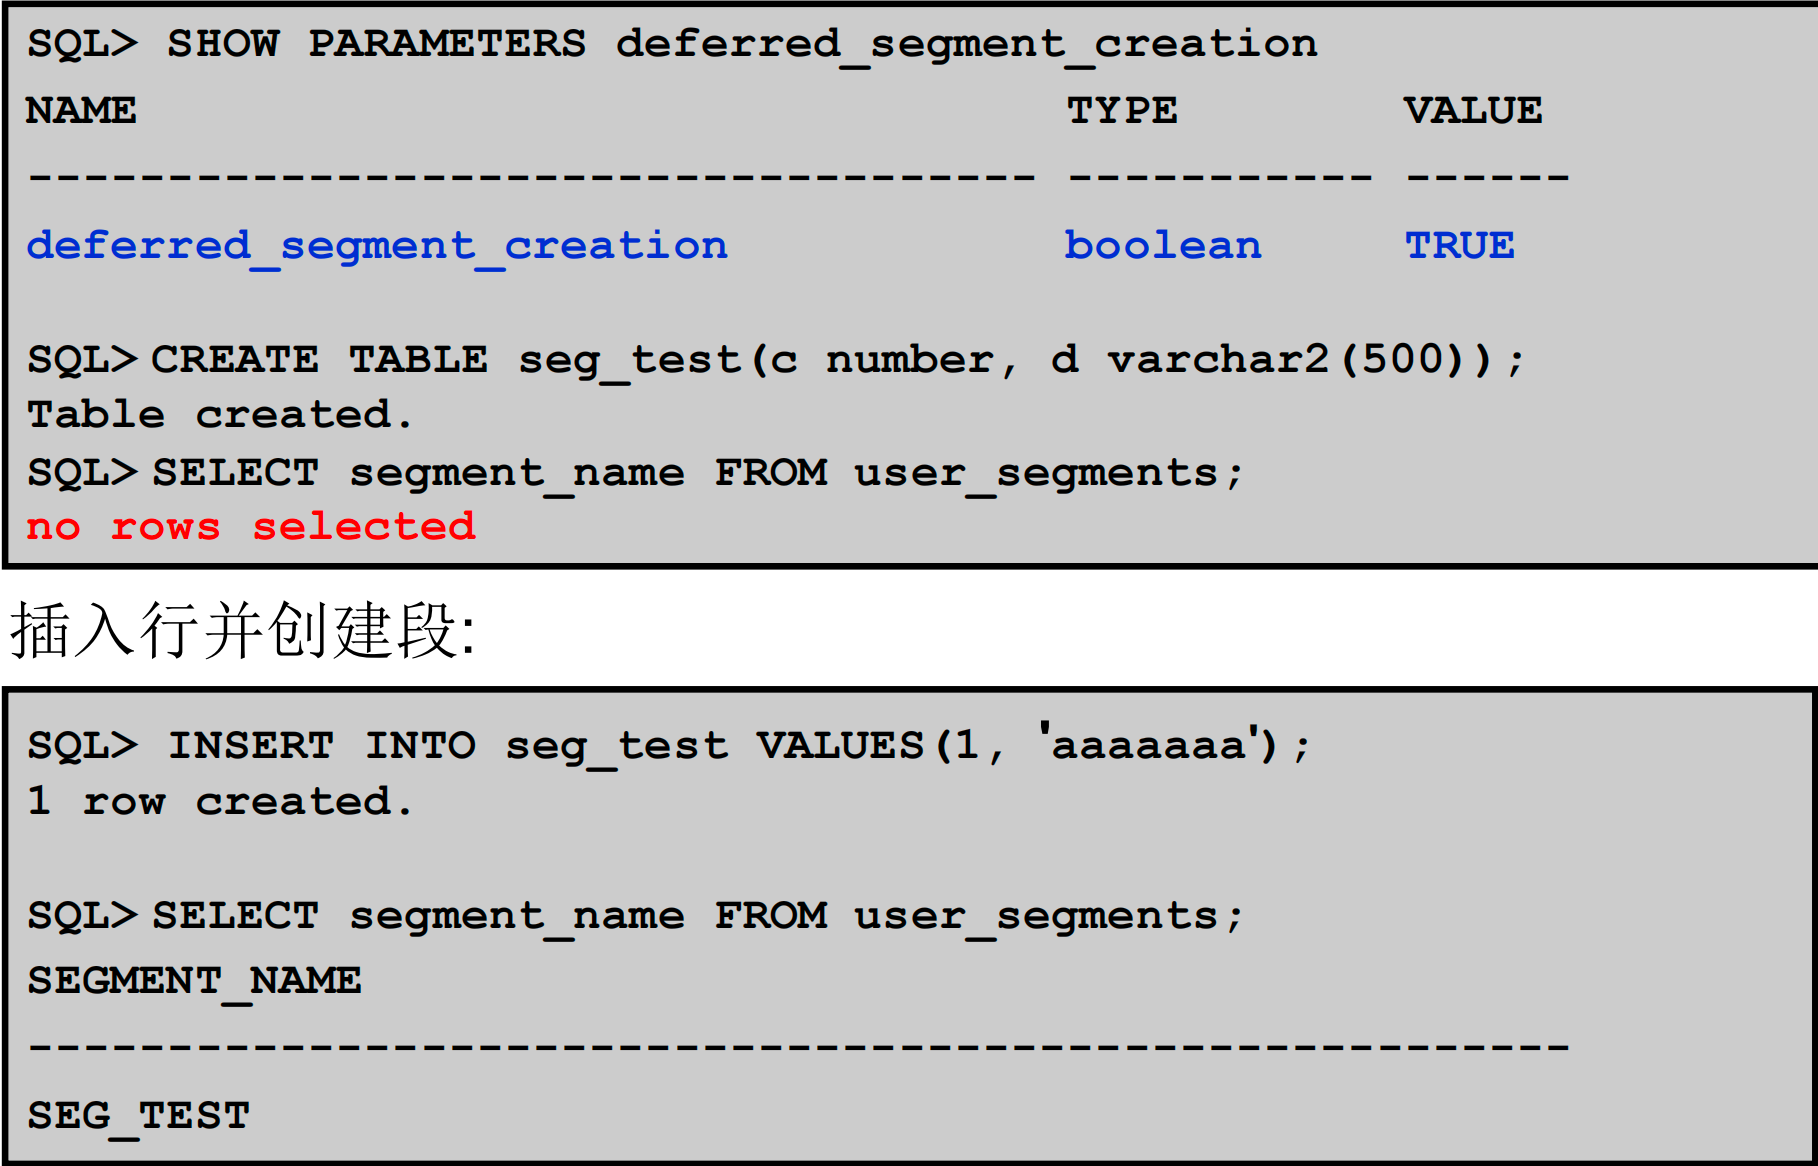 SQL> SHOW PARAMETERS deferred_segment_creation
NAME TYPE VALUE
------------------------------------ ----------- ------
deferred_segment_creation boolean TRUE
SQL> CREATE TABLE seg_test(c number, d varchar2(500));
Table created.
SQL> SELECT segment_name FROM user_segments;
no rows selected
插入行并创建段:
SQL> INSERT INTO seg_test VALUES(1, 'aaaaaaa');
1 row created.
SQL> SELECT segment_name FROM user_segments;
SEGMENT_NAME
-------------------------------------------------------
SEG_TEST